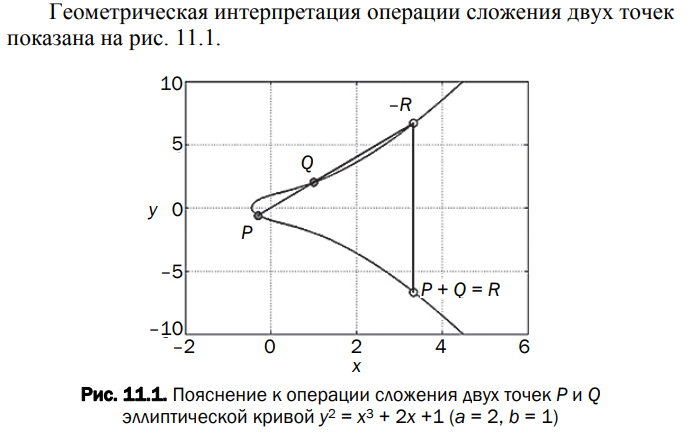 Геометрическая интерпретация операции сложения двух точек
показана на рис. 11.1.
10
–R
5
Q
y 0
P
–5
P + Q = R
–10
–2 0 2 4 6
x
Рис. 11.1. Пояснение к операции сложения двух точек P и Q
эллиптической кривой y² = x³ + 2x +1 (a = 2, b = 1)